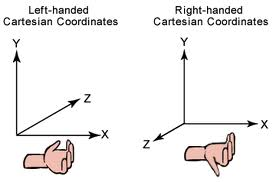 Left-handed
Cartesian Coordinates
Y
Z
X
Right-handed
Cartesian Coordinates
Y
X
Z